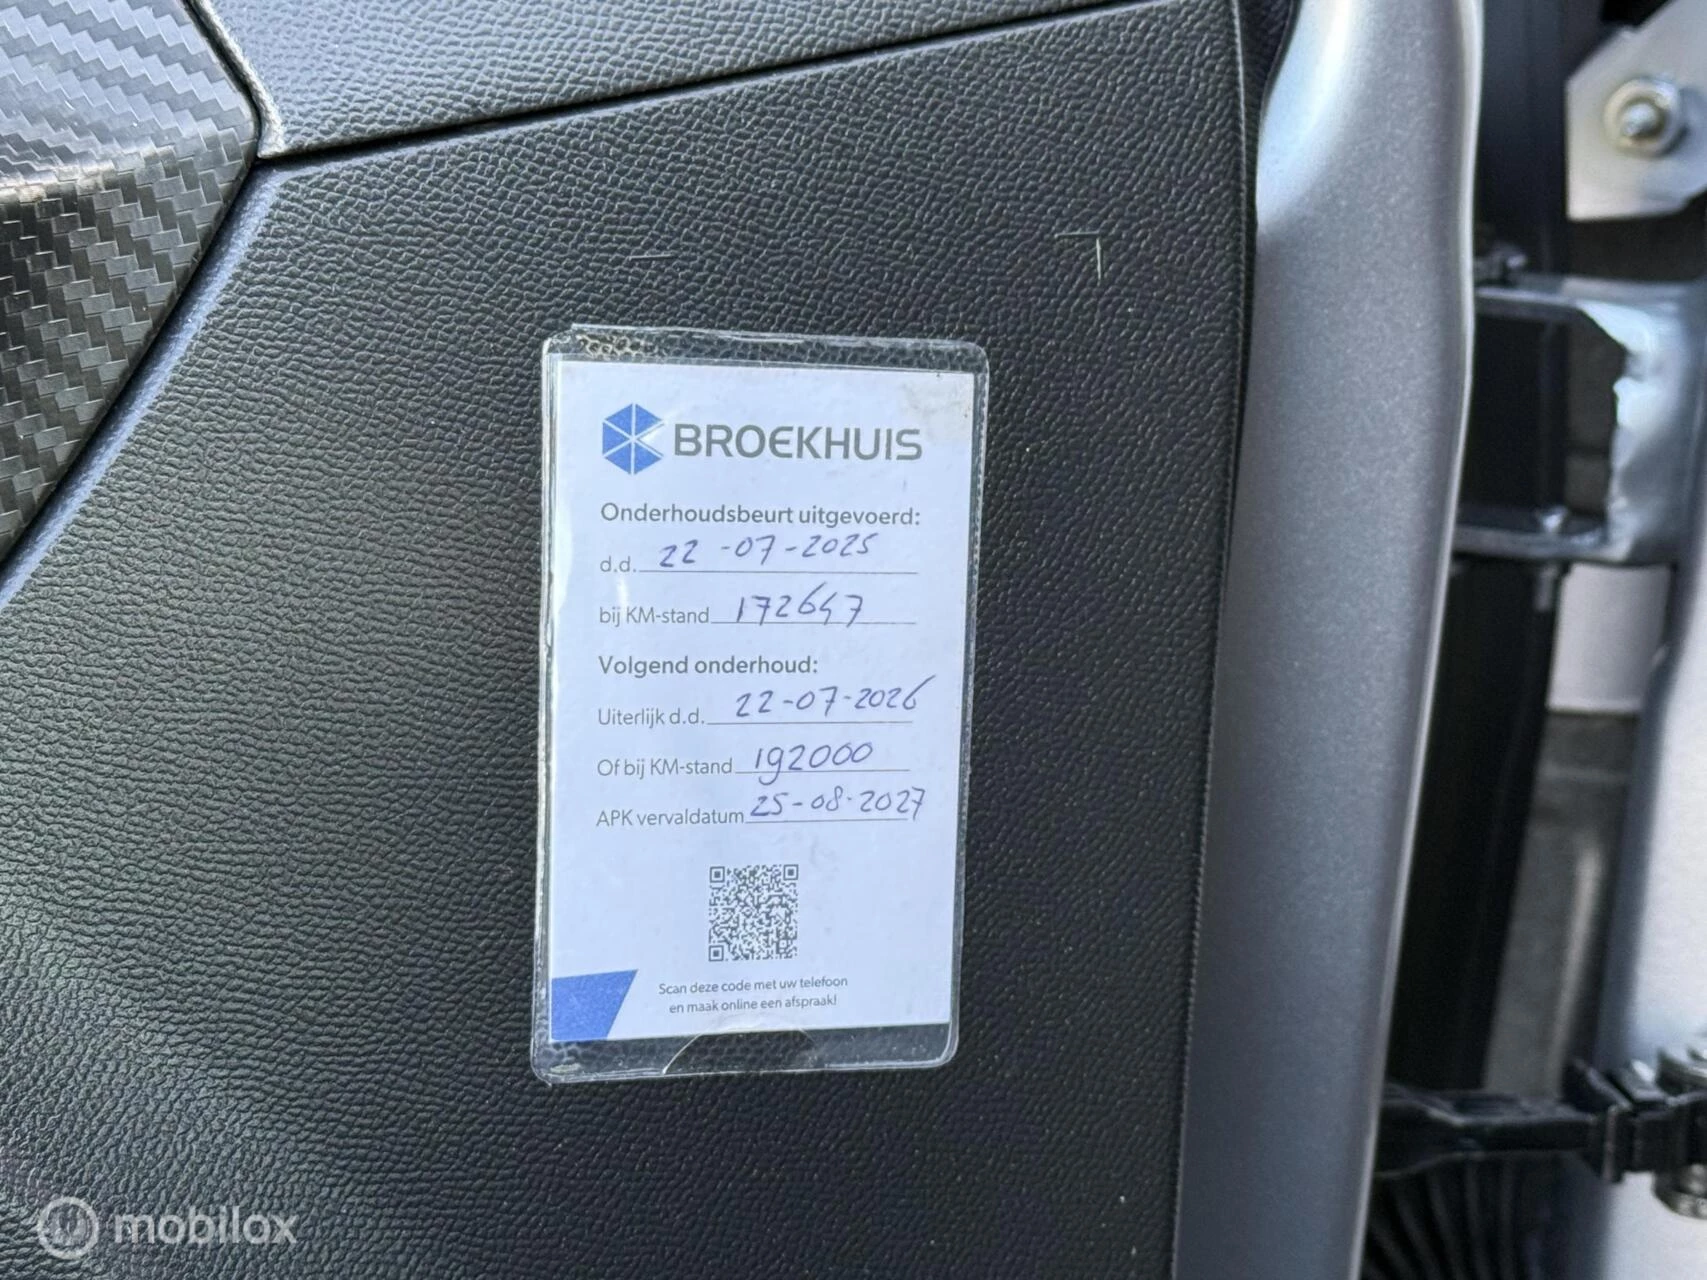 BROEKHUIS
Onderhoudsbeurt uitgevoerd:
d.d. 22-07-2025
bij KM-stand 172647
Volgend onderhoud:
Uiterlijk d.d. 22-07-2026
Of bij KM-stand 192000
APK vervaldatum 25-08-2027
Scan deze code met uw telefoon
en maak online een afspraak!
mobilox